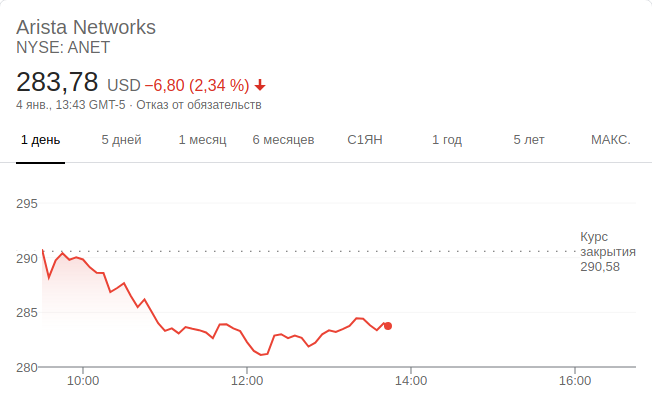 Arista Networks
NYSE: ANET
283,78 USD −6,80 (2,34 %)
4 янв., 13:43 GMT-5 · Отказ от обязательств
1 день 5 дней 1 месяц 6 месяцев С1ЯН 1 год 5 лет МАКС.
295
Курс
закрытия
290,58
290
285
280
10:00 12:00 14:00 16:00